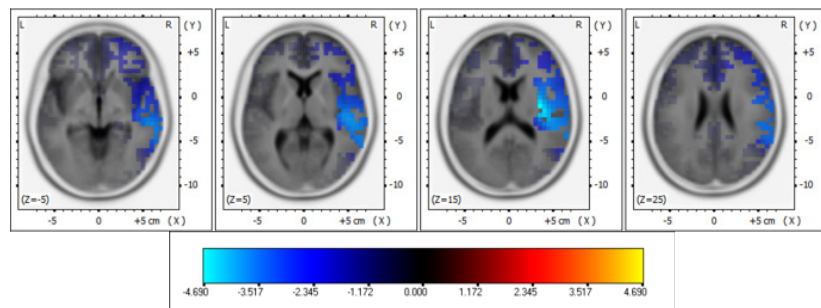 L R (Y) L R (Y) L R (Y) L R (Y)
+5 +5 +5 +5
0 0 0 0
-5 -5 -5 -5
-10 -10 -10 -10
(Z=-5) (Z=5) (Z=15) (Z=25)
-5 0 +5 cm (X) -5 0 +5 cm (X) -5 0 +5 cm (X) -5 0 +5 cm (X)
-4.690 -3.517 -2.345 -1.172 0.000 1.172 2.345 3.517 4.690